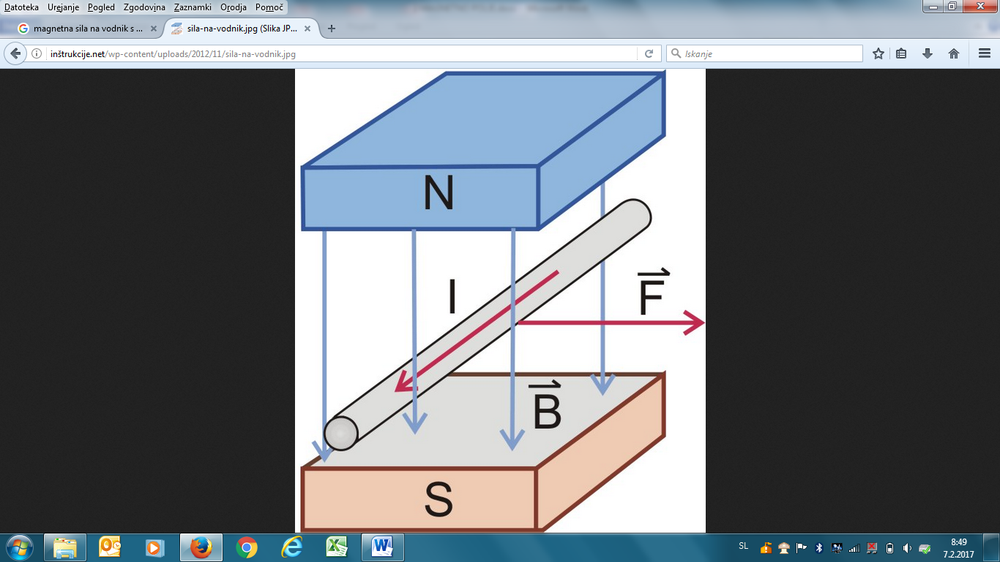 Datoteka Urejanje Pogled Zgodovina Zaznamki Orodja Pomoč
magnetna sila na vodnik s ... sila-na-vodnik.jpg (Slika JP...
inštrukcije.net/wp-content/uploads/2012/11/sila-na-vodnik.jpg Iskanje
N
I
F
B
S
SL 8:49
7.2.2017